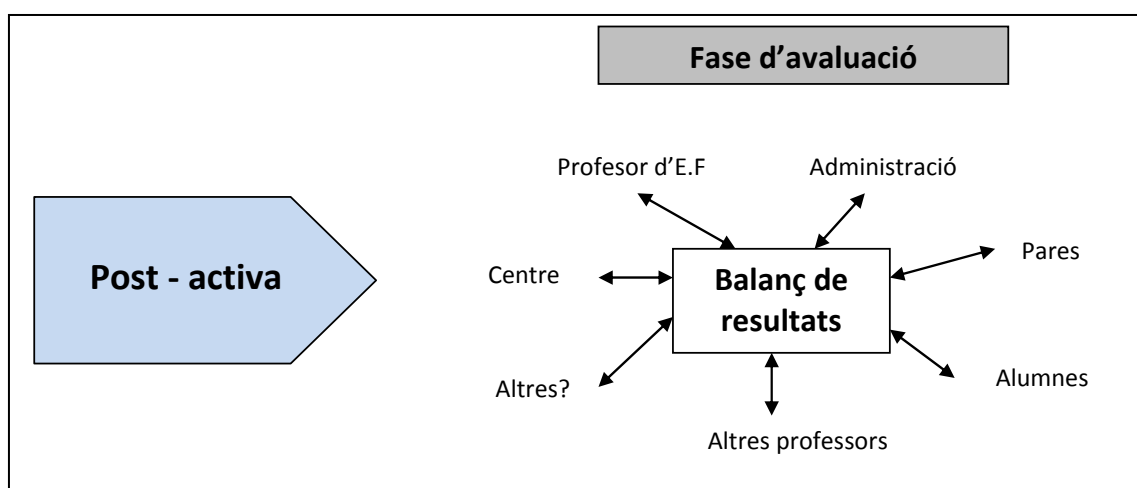 Fase d’avaluació
Profesor d’E.F
Administració
Post - activa
Centre
Balanç de
resultats
Pares
Altres?
Alumnes
Altres professors